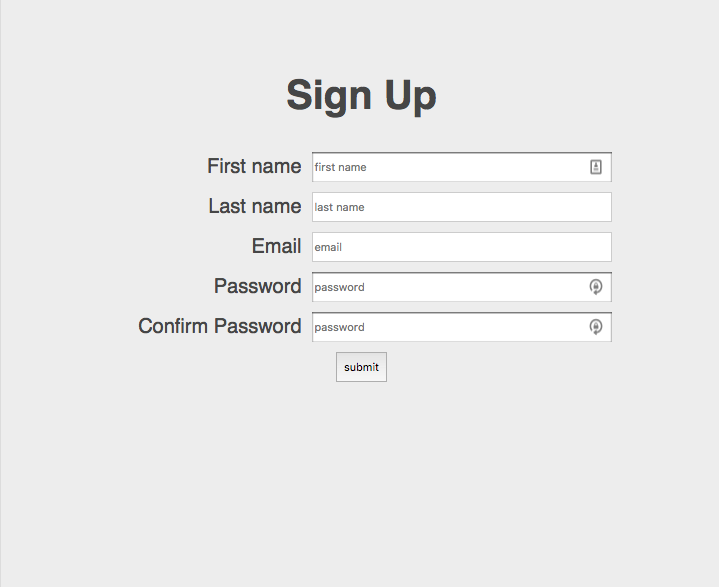 Sign Up
First name first name
Last name last name
Email email
Password password
Confirm Password password
submit